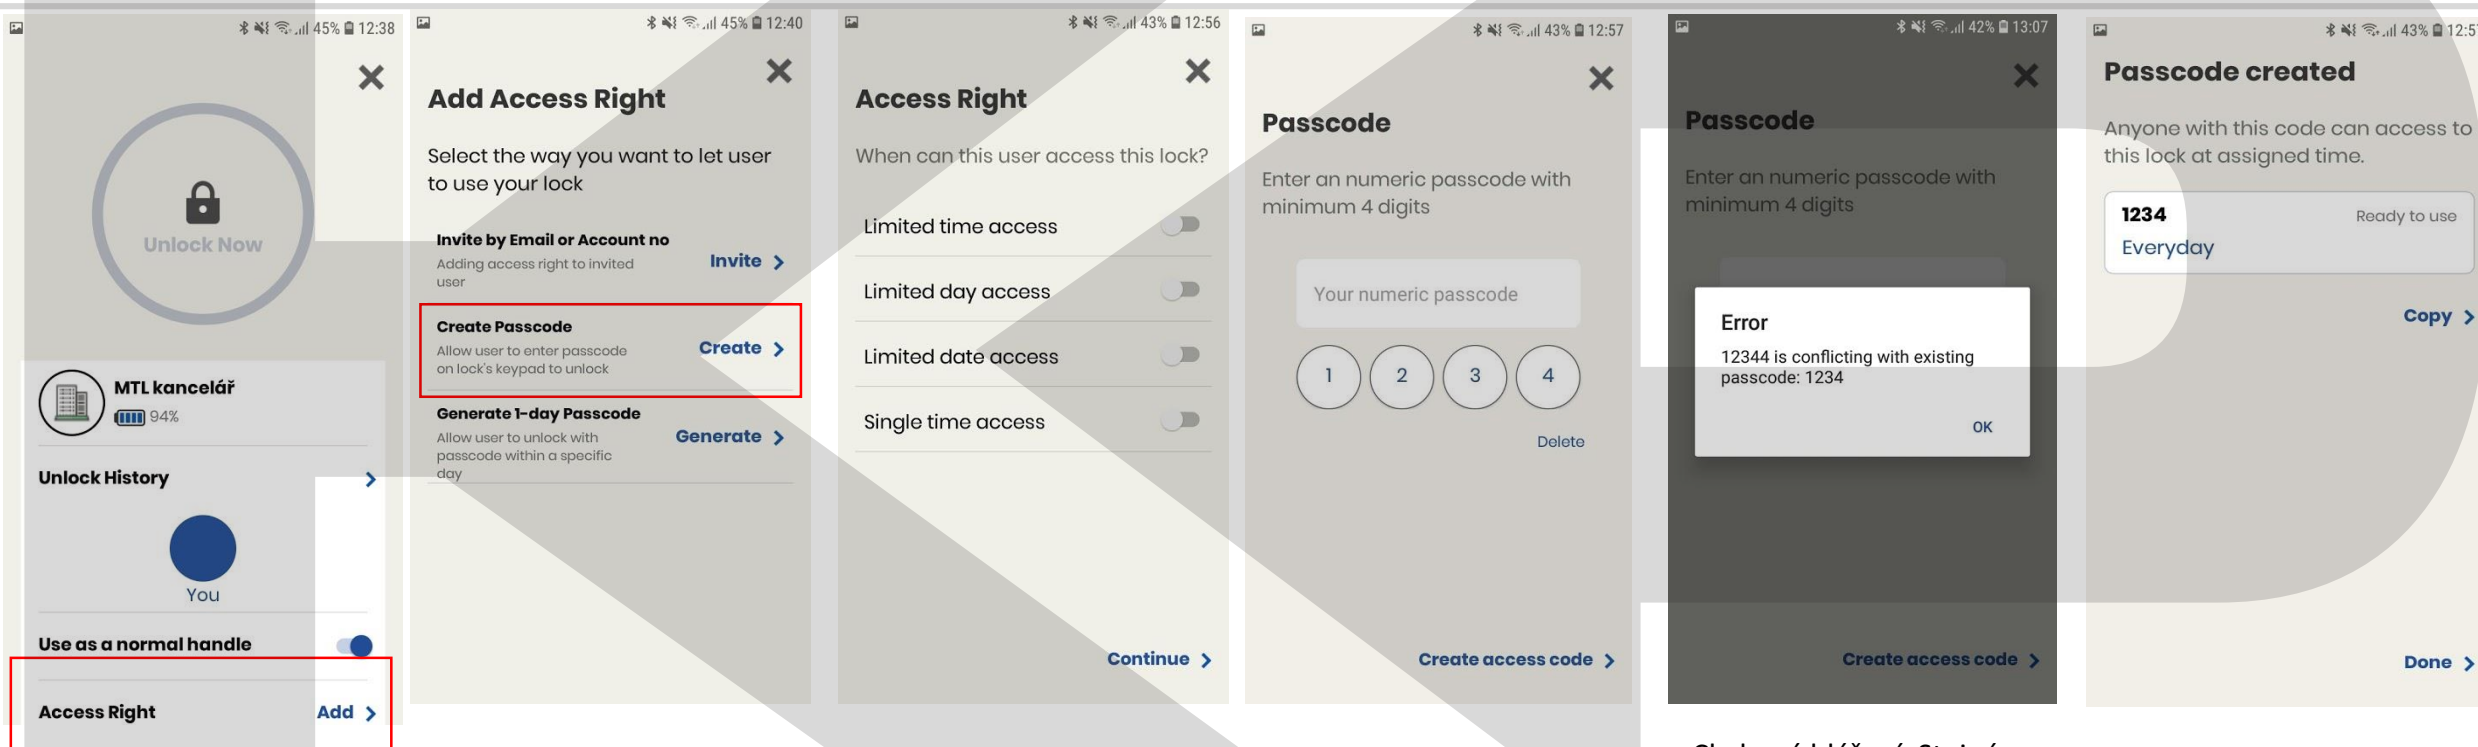 45% 12:38
Unlock Now
MTL kancelář
94%
Unlock History
You
Use as a normal handle
Access Right Add
45% 12:40
Add Access Right
Select the way you want to let user
to use your lock
Invite by Email or Account no
Adding access right to invited
user
Invite
Create Passcode
Allow user to enter passcode
on lock's keypad to unlock
Create
Generate 1-day Passcode
Allow user to unlock with
passcode within a specific
day
Generate
43% 12:56
Access Right
When can this user access this lock?
Limited time access
Limited day access
Limited date access
Single time access
Continue
43% 12:57
Passcode
Enter an numeric passcode with
minimum 4 digits
Your numeric passcode
1 2 3 4
Delete
Create access code
42% 13:07
Passcode
Enter an numeric passcode with
minimum 4 digits
Error
12344 is conflicting with existing
passcode: 1234
OK
Create access code
43% 12:5
Passcode created
Anyone with this code can access to
this lock at assigned time.
1234 Ready to use
Everyday
Copy
Done